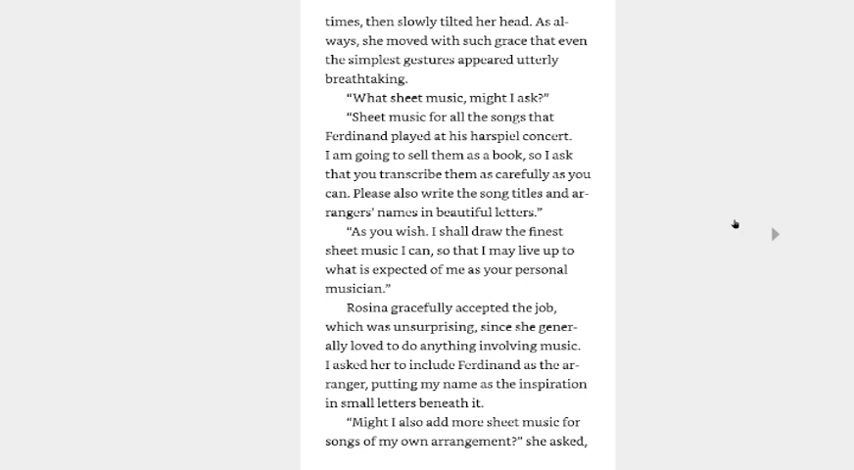 times, then slowly tilted her head. As al-
ways, she moved with such grace that even
the simplest gestures appeared utterly
breathtaking.
“What sheet music, might I ask?”
“Sheet music for all the songs that
Ferdinand played at his harspiel concert.
I am going to sell them as a book, so I ask
that you transcribe them as carefully as you
can. Please also write the song titles and ar-
rangers’ names in beautiful letters.”
“As you wish. I shall draw the finest
sheet music I can, so that I may live up to
what is expected of me as your personal
musician.”
Rosina gracefully accepted the job,
which was unsurprising, since she gener-
ally loved to do anything involving music.
I asked her to include Ferdinand as the ar-
ranger, putting my name as the inspiration
in small letters beneath it.
“Might I also add more sheet music for
songs of my own arrangement?” she asked,